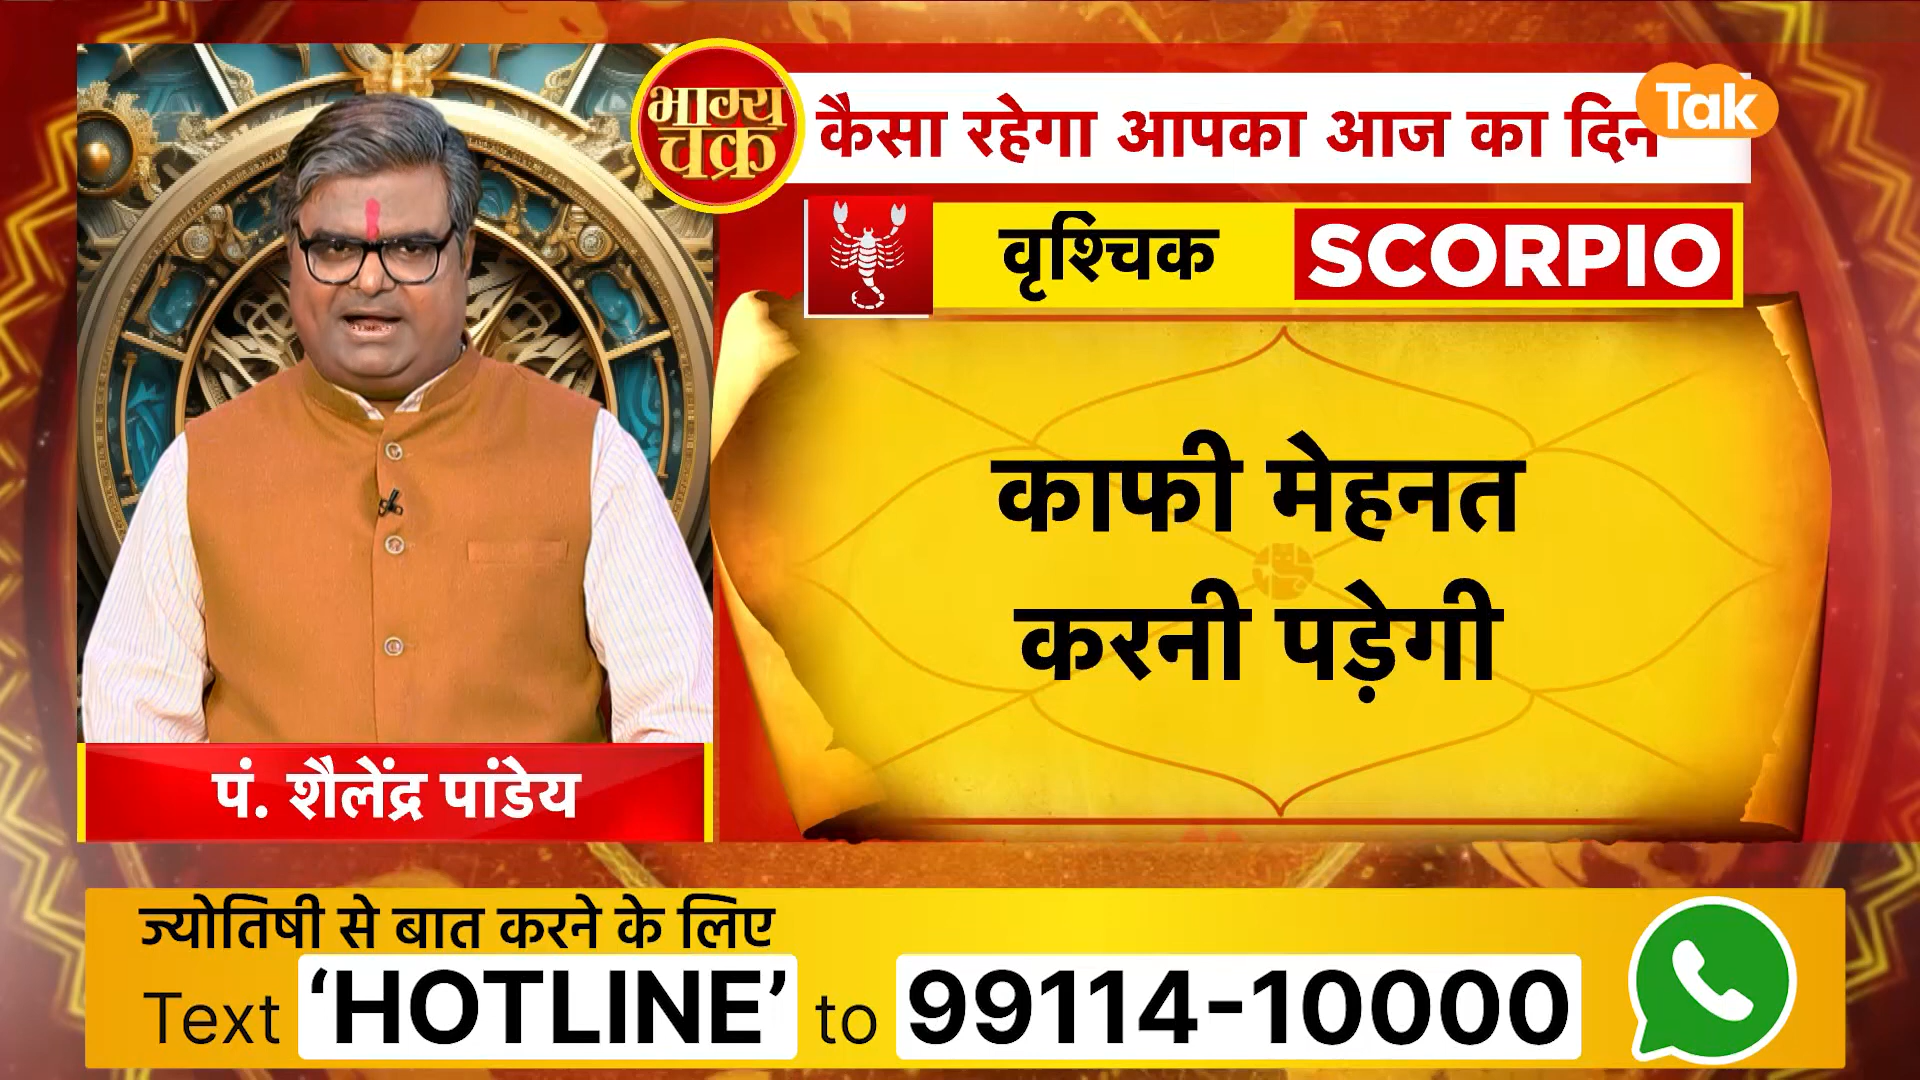 भाग्य
चक्र
कैसा रहेगा आपका आज का दिन
Tak
वृश्चिक
SCORPIO
काफी मेहनत
करनी पड़ेगी
पं. शैलेंद्र पांडेय
ज्योतिषी से बात करने के लिए
Text ‘HOTLINE’ to 99114-10000